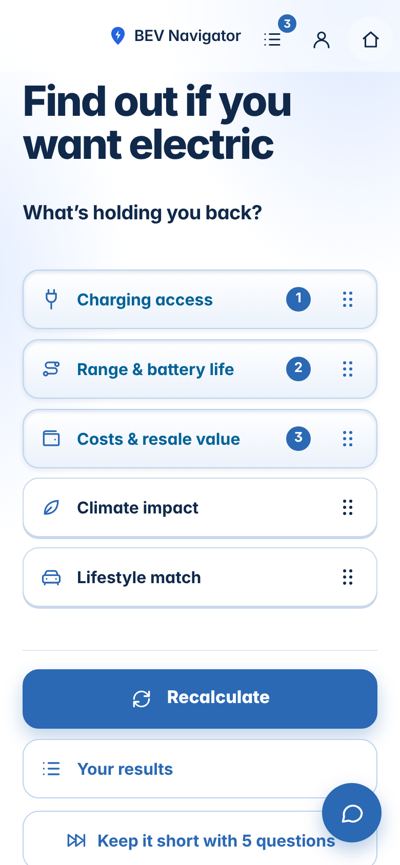 BEV Navigator
3
Find out if you
want electric
What’s holding you back?
Charging access 1
Range & battery life 2
Costs & resale value 3
Climate impact
Lifestyle match
Recalculate
Your results
Keep it short with 5 questions